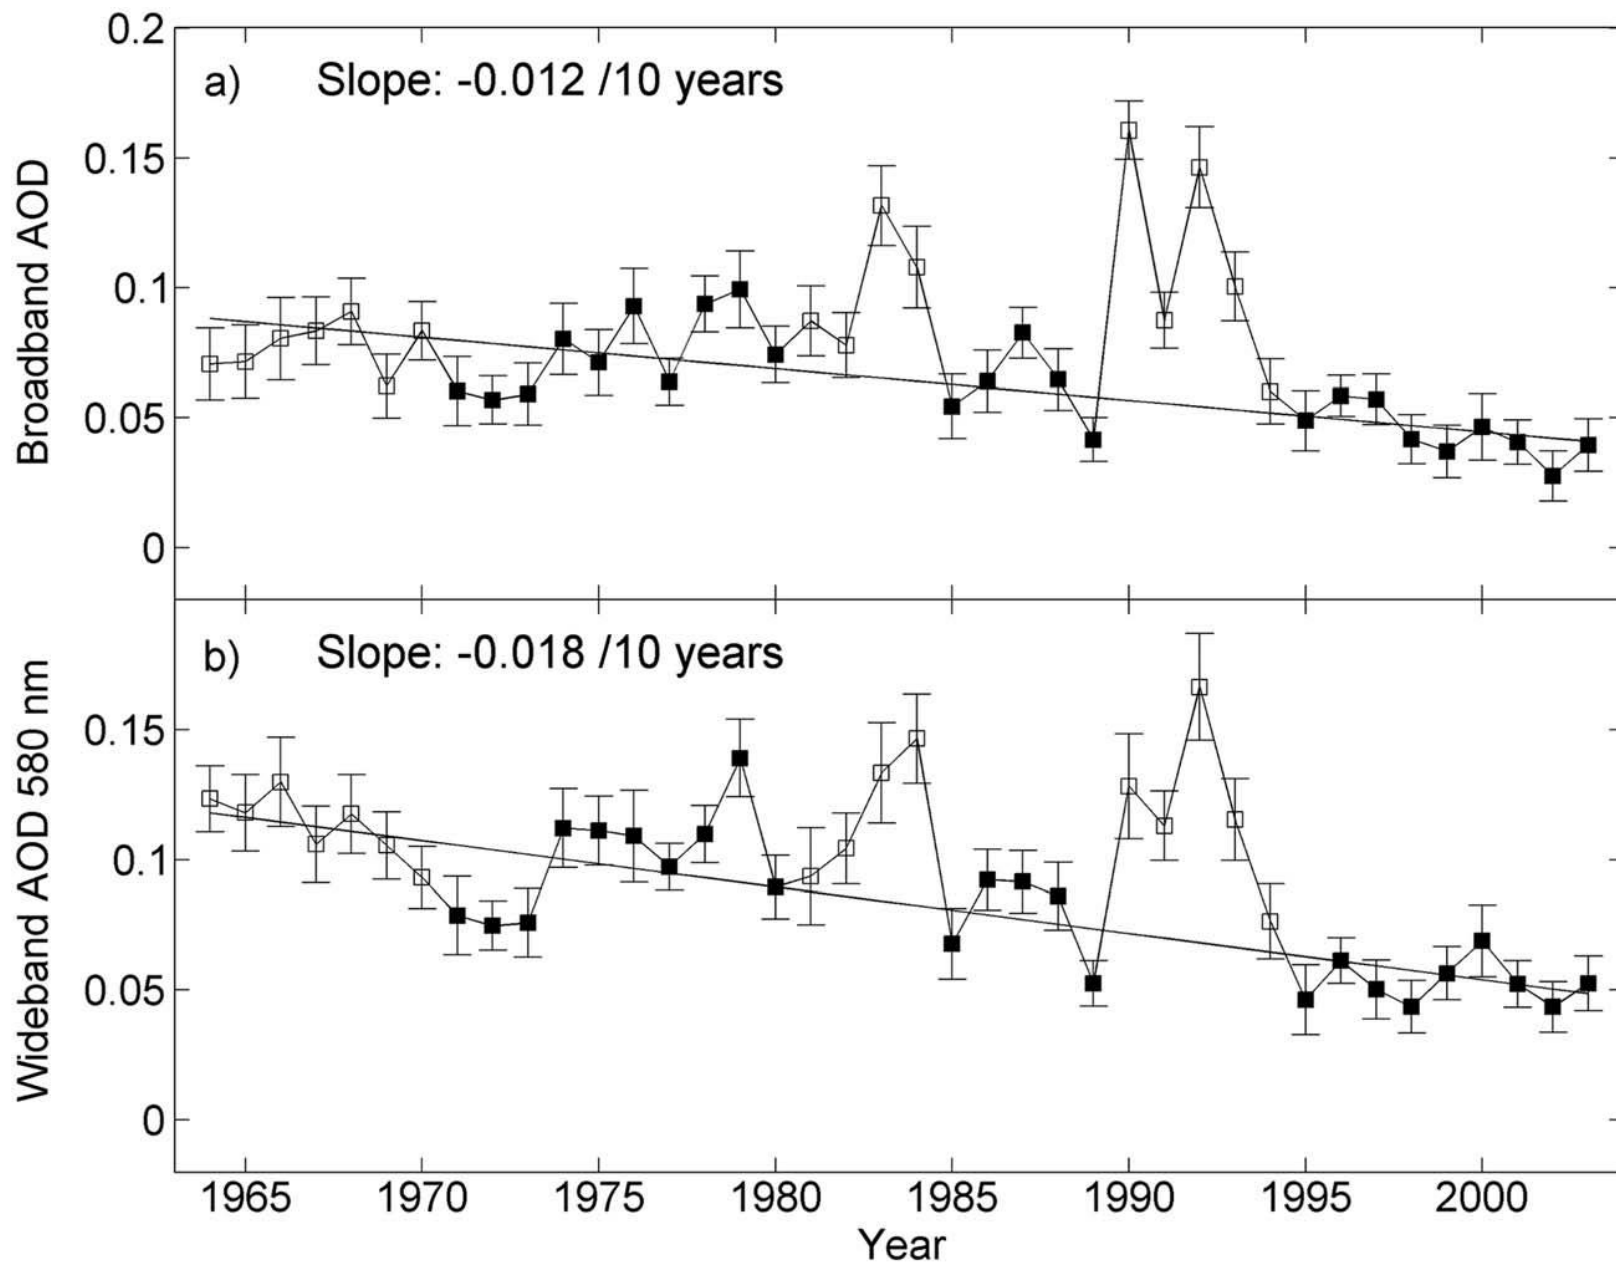 0.2
a) Slope: -0.012 /10 years
0.15
0.1
0.05
0
Broadband AOD
b) Slope: -0.018 /10 years
0.15
0.1
0.05
0
Wideband AOD 580 nm
1965 1970 1975 1980 1985 1990 1995 2000
Year